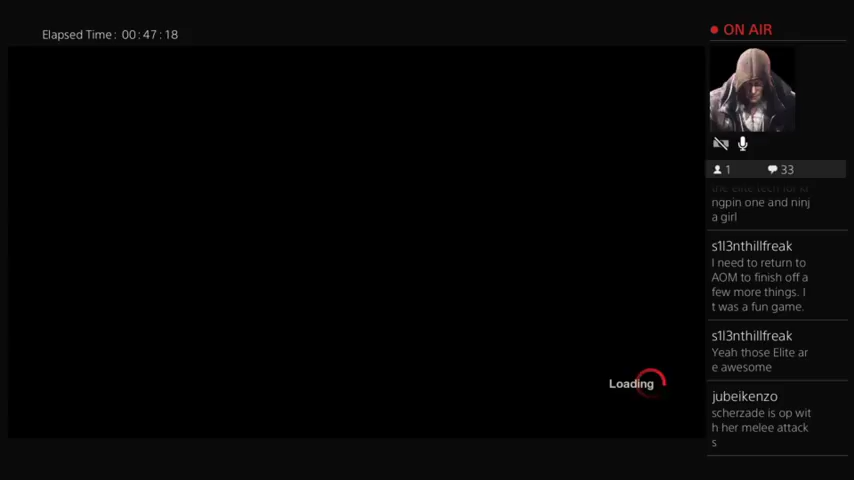 Elapsed Time: 00:47:18
ON AIR
1 33
ngpin one and ninj
a girl
s1l3nthillfreak
I need to return to
AOM to finish off a
few more things. I
t was a fun game.
s1l3nthillfreak
Yeah those Elite ar
e awesome
Loading
jubeikenzo
scherzade is op wit
h her melee attack
s